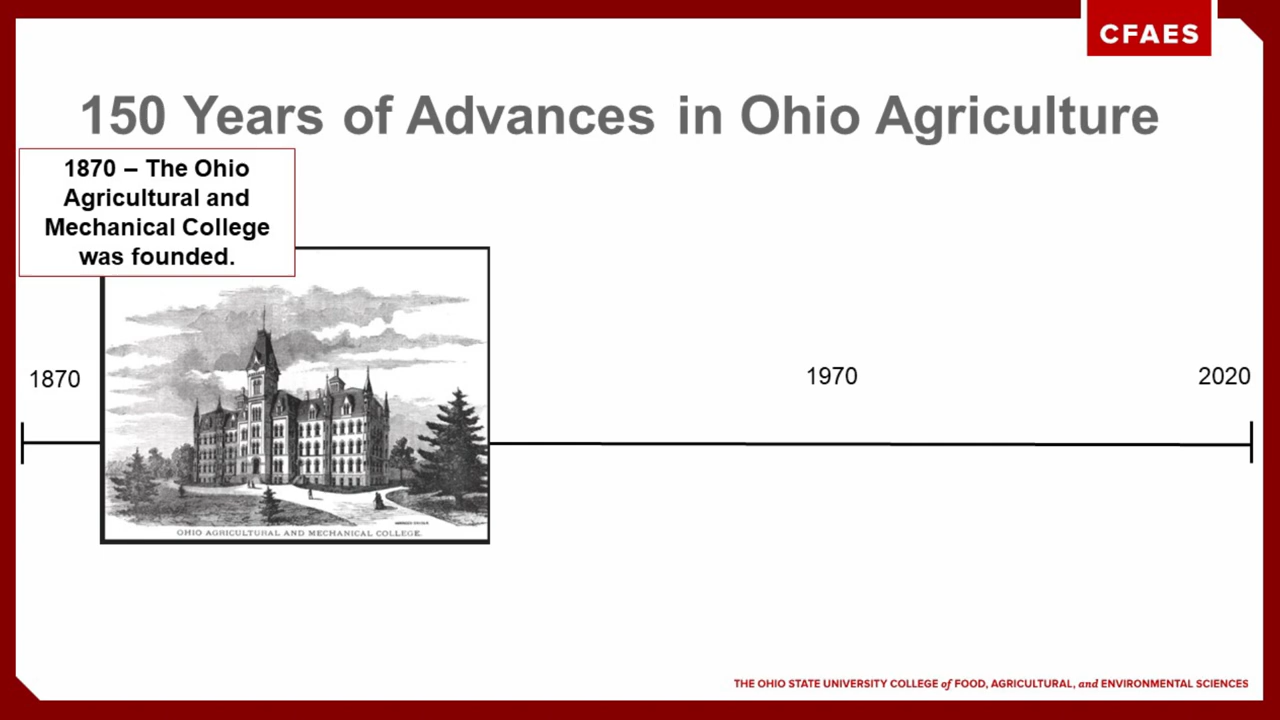 CFAES
150 Years of Advances in Ohio Agriculture
1870 – The Ohio
Agricultural and
Mechanical College
was founded.
1870
1970
2020
OHIO AGRICULTURAL AND MECHANICAL COLLEGE.
THE OHIO STATE UNIVERSITY COLLEGE of FOOD, AGRICULTURAL, and ENVIRONMENTAL SCIENCES